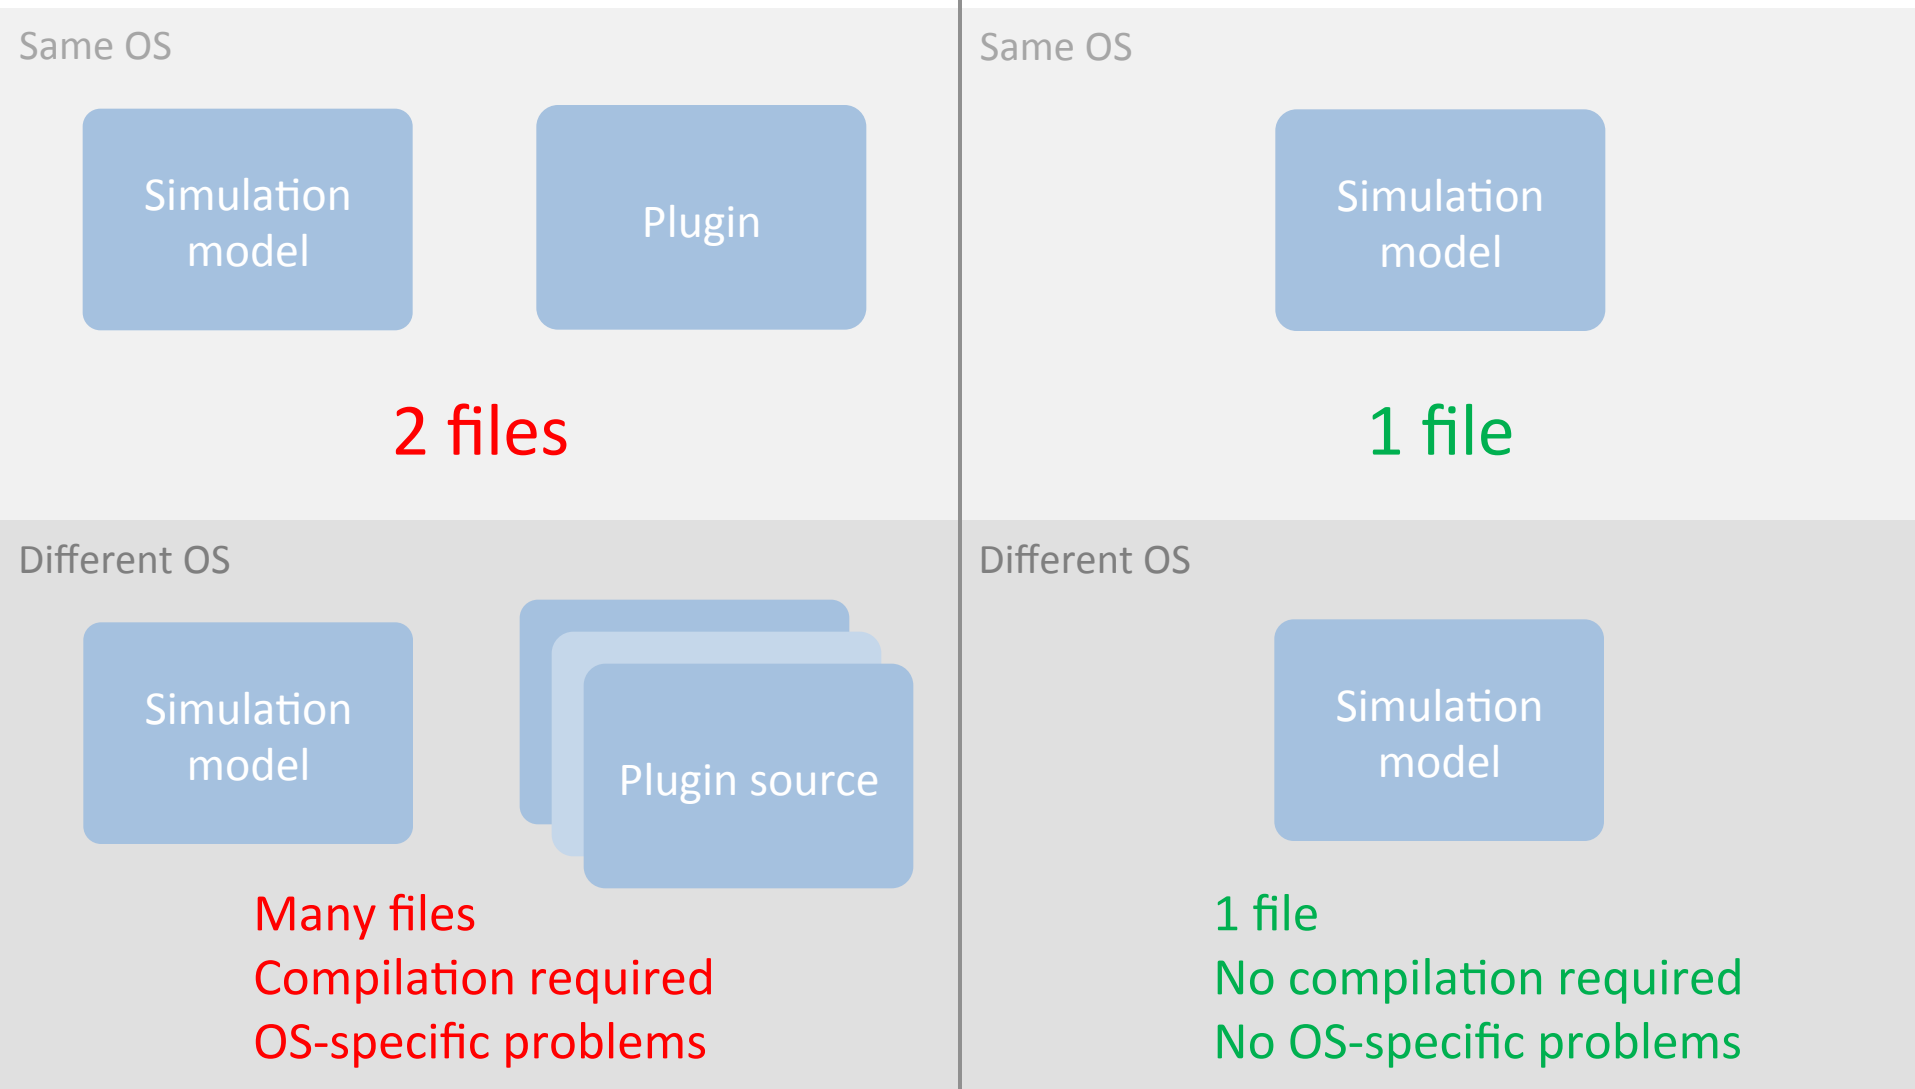 Same OS
Simulation
model
Plugin
2 files
Same OS
Simulation
model
1 file
Different OS
Simulation
model
Plugin source
Many files
Compilation required
OS-specific problems
Different OS
Simulation
model
1 file
No compilation required
No OS-specific problems